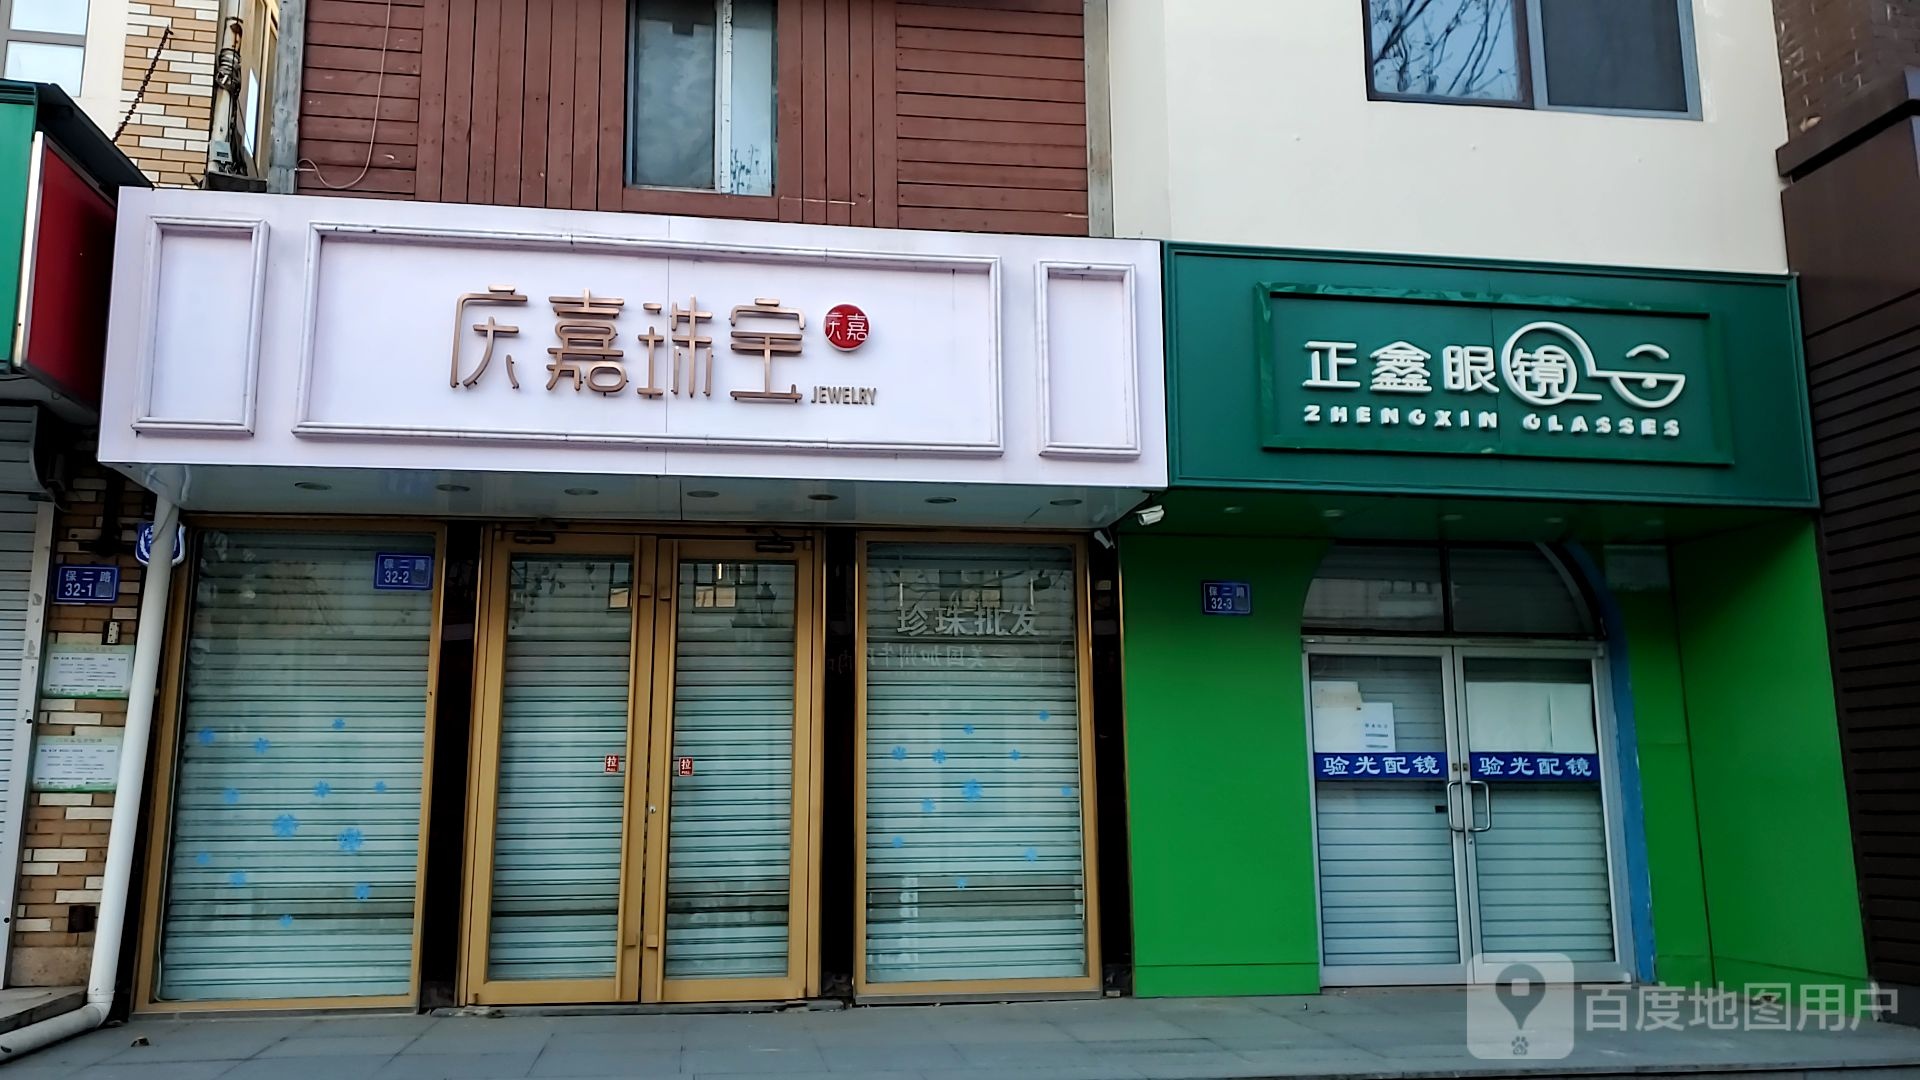 庆嘉珠宝
庆嘉
JEWELRY
正鑫眼镜
ZHENGXIN GLASSES
保二路
32-1
保二路
32-2
保二路
32-3
珍珠批发
拉
PULL
拉
PULL
验光配镜
验光配镜
百度地图用户